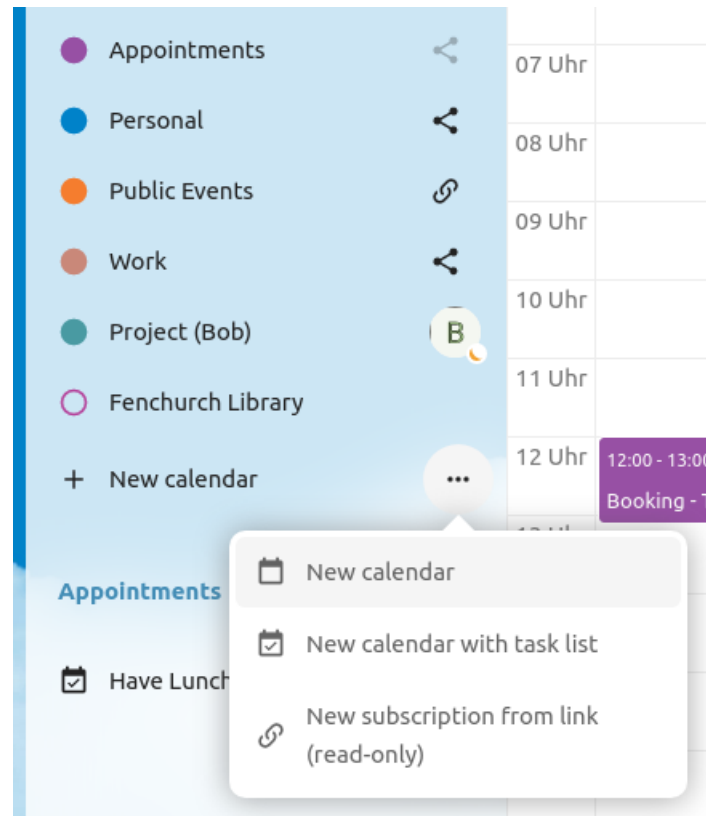 Appointments
07 Uhr
Personal
08 Uhr
Public Events
09 Uhr
Work
10 Uhr
Project (Bob)
B
11 Uhr
Fenchurch Library
12 Uhr
12:00 - 13:00
Booking -
+ New calendar
New calendar
Appointments
New calendar with task list
Have Lunch
New subscription from link
(read-only)